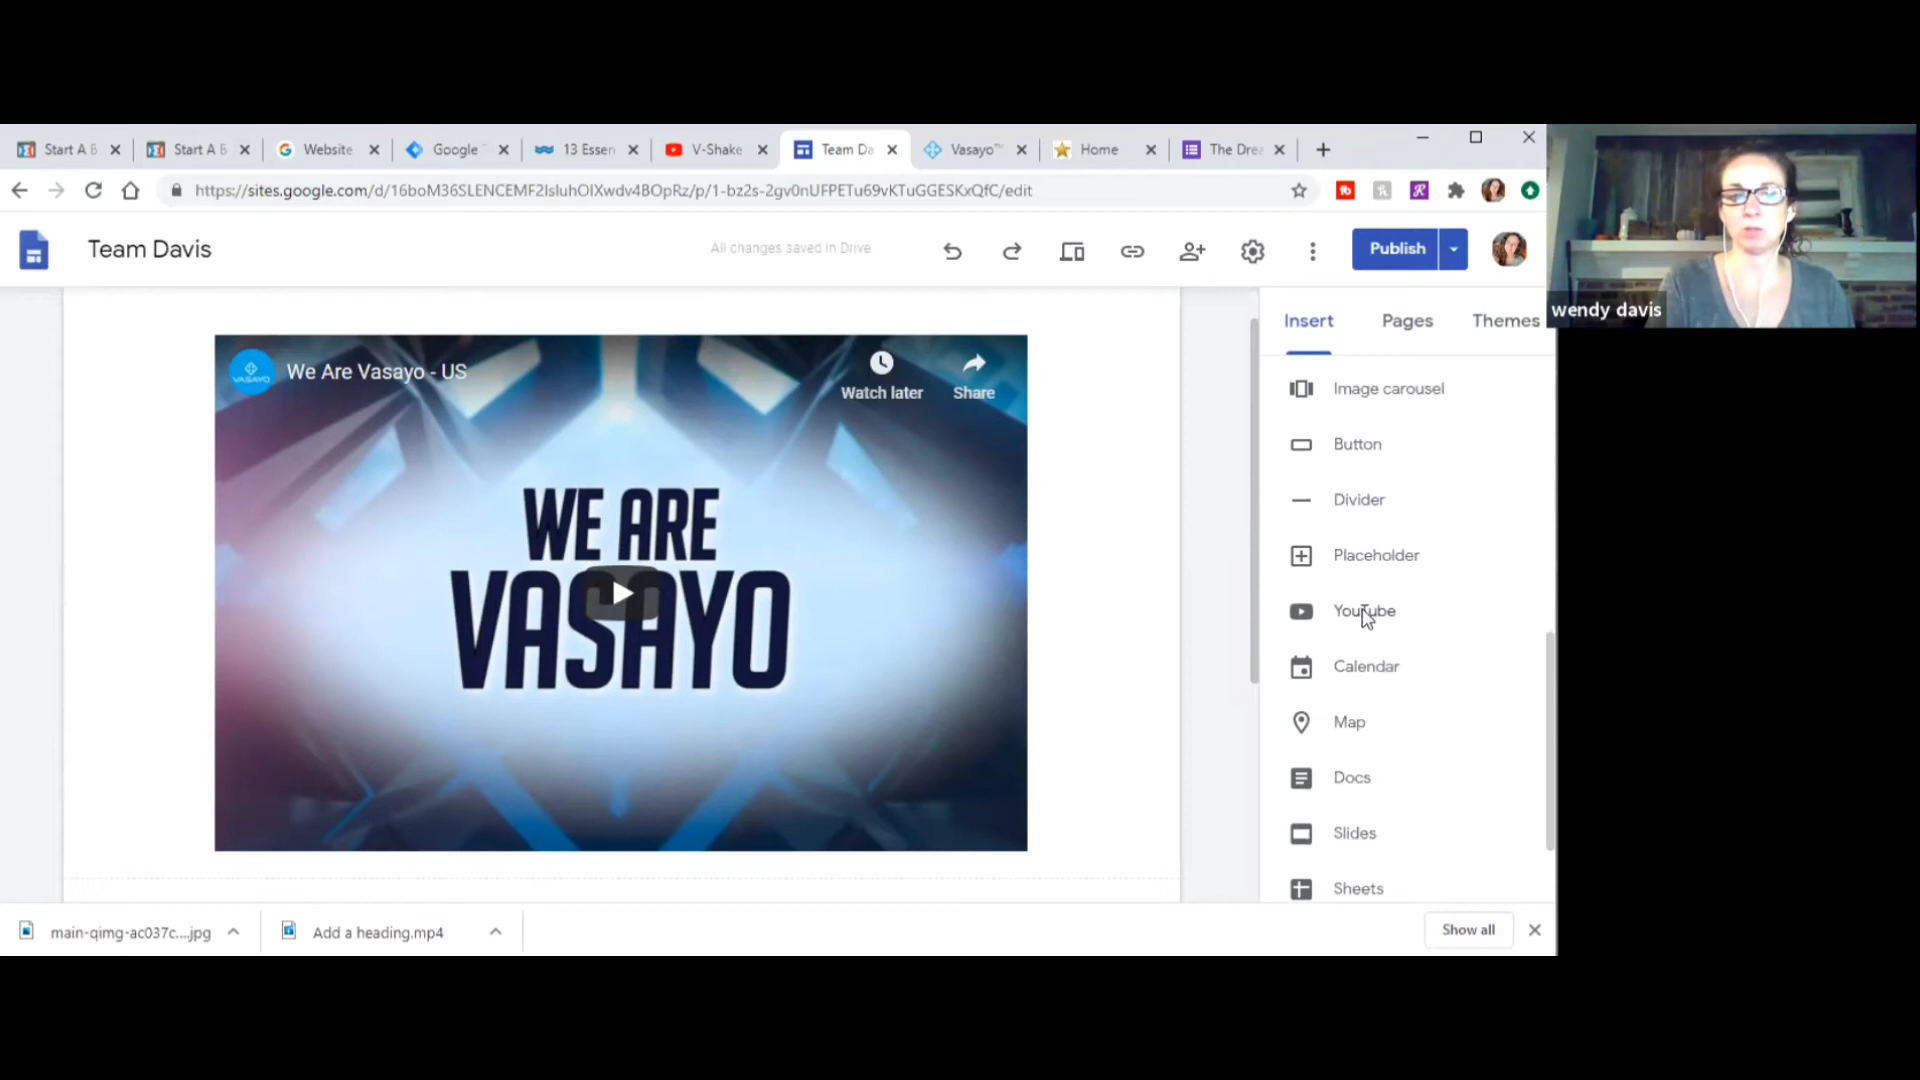 Start A B
Start A B
Website
Google
13 Essen
V-Shake
Team Da
Vasayo™
Home
The Drea
https://sites.google.com/d/16boM36SLENCEMF2IsluhOIXwdv4BOpRz/p/1-bz2s-2gv0nUFPETu69vKTuGGESKxQfC/edit
Team Davis
All changes saved in Drive
Publish
wendy davis
Insert
Pages
Themes
VASAYO
We Are Vasayo - US
Watch later
Share
WE ARE
VASAYO
Image carousel
Button
Divider
Placeholder
YouTube
Calendar
Map
Docs
Slides
Sheets
main-qimg-ac037c....jpg
Add a heading.mp4
Show all